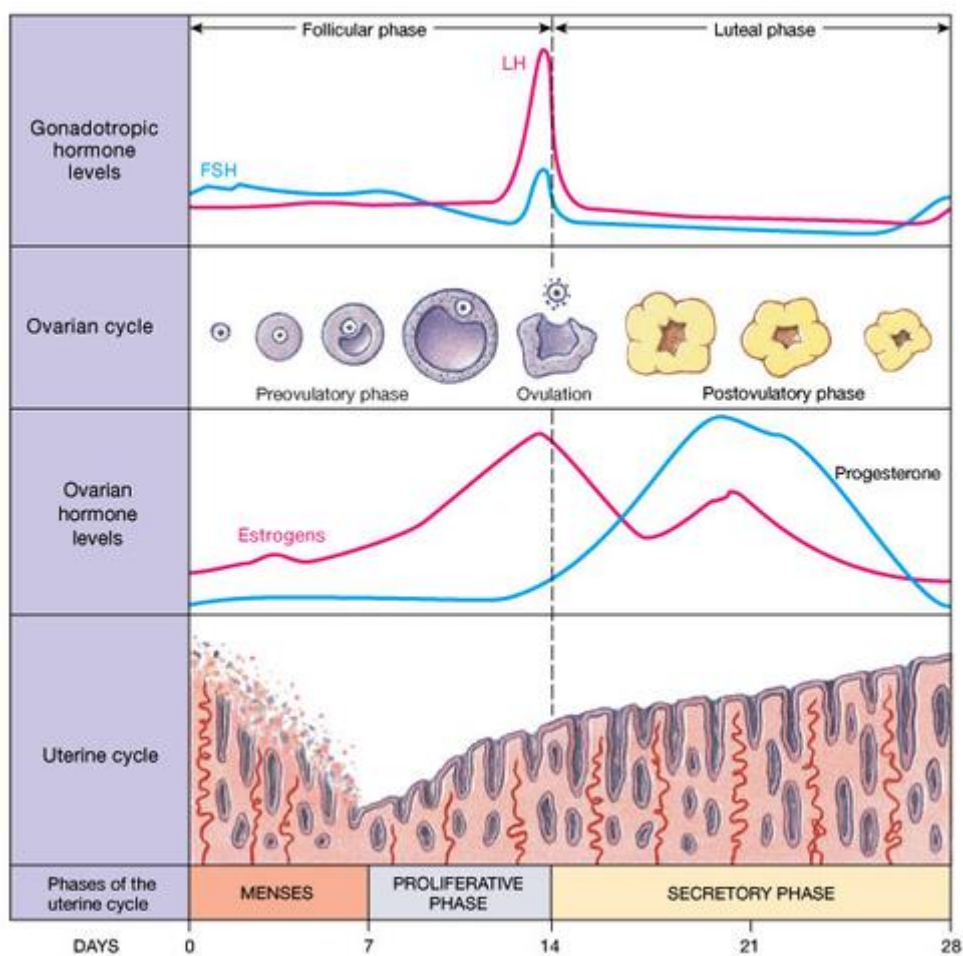 Follicular phase
Luteal phase
Gonadotropic
hormone
levels
LH
FSH
Ovarian cycle
Preovulatory phase
Ovulation
Postovulatory phase
Ovarian
hormone
levels
Estrogens
Progesterone
Uterine cycle
Phases of the
uterine cycle
MENSES
PROLIFERATIVE
PHASE
SECRETORY PHASE
DAYS 0 7 14 21 28